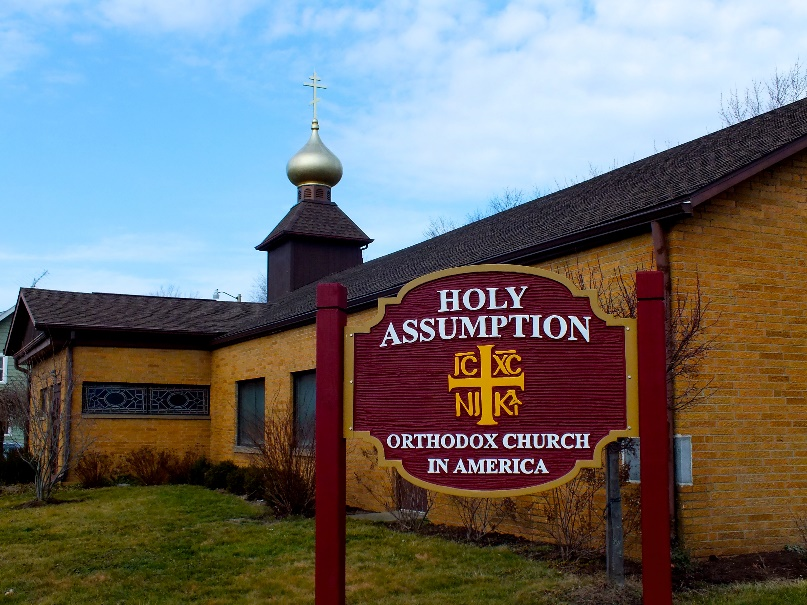 HOLY
ASSUMPTION
IC XC
NI KA
ORTHODOX CHURCH
IN AMERICA